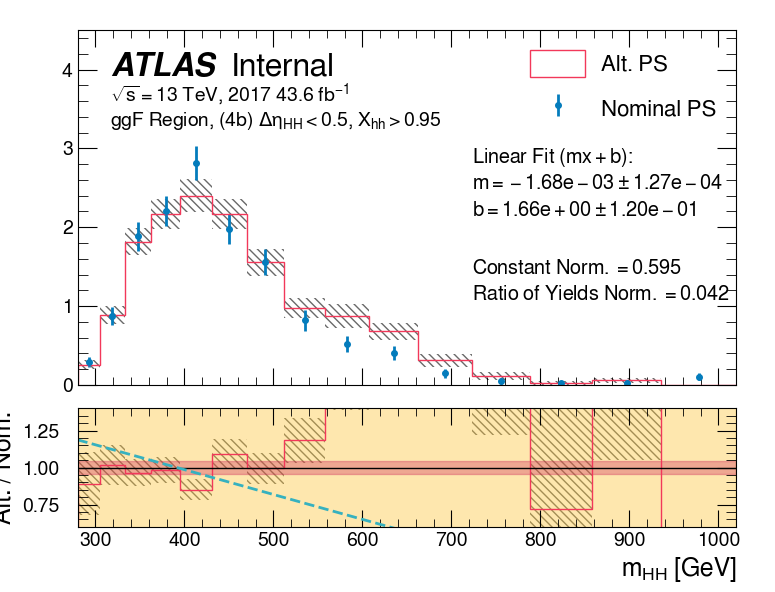 ATLAS Internal
√s = 13 TeV, 2017 43.6 fb⁻¹
ggF Region, (4b) Δη_HH < 0.5, X_hh > 0.95
Alt. PS
Nominal PS
Linear Fit (mx + b):
m = − 1.68e − 03 ± 1.27e − 04
b = 1.66e + 00 ± 1.20e − 01
Constant Norm. = 0.595
Ratio of Yields Norm. = 0.042
4
3
2
1
0
Alt. / Nom.
1.25
1.00
0.75
300 400 500 600 700 800 900 1000
m_HH [GeV]